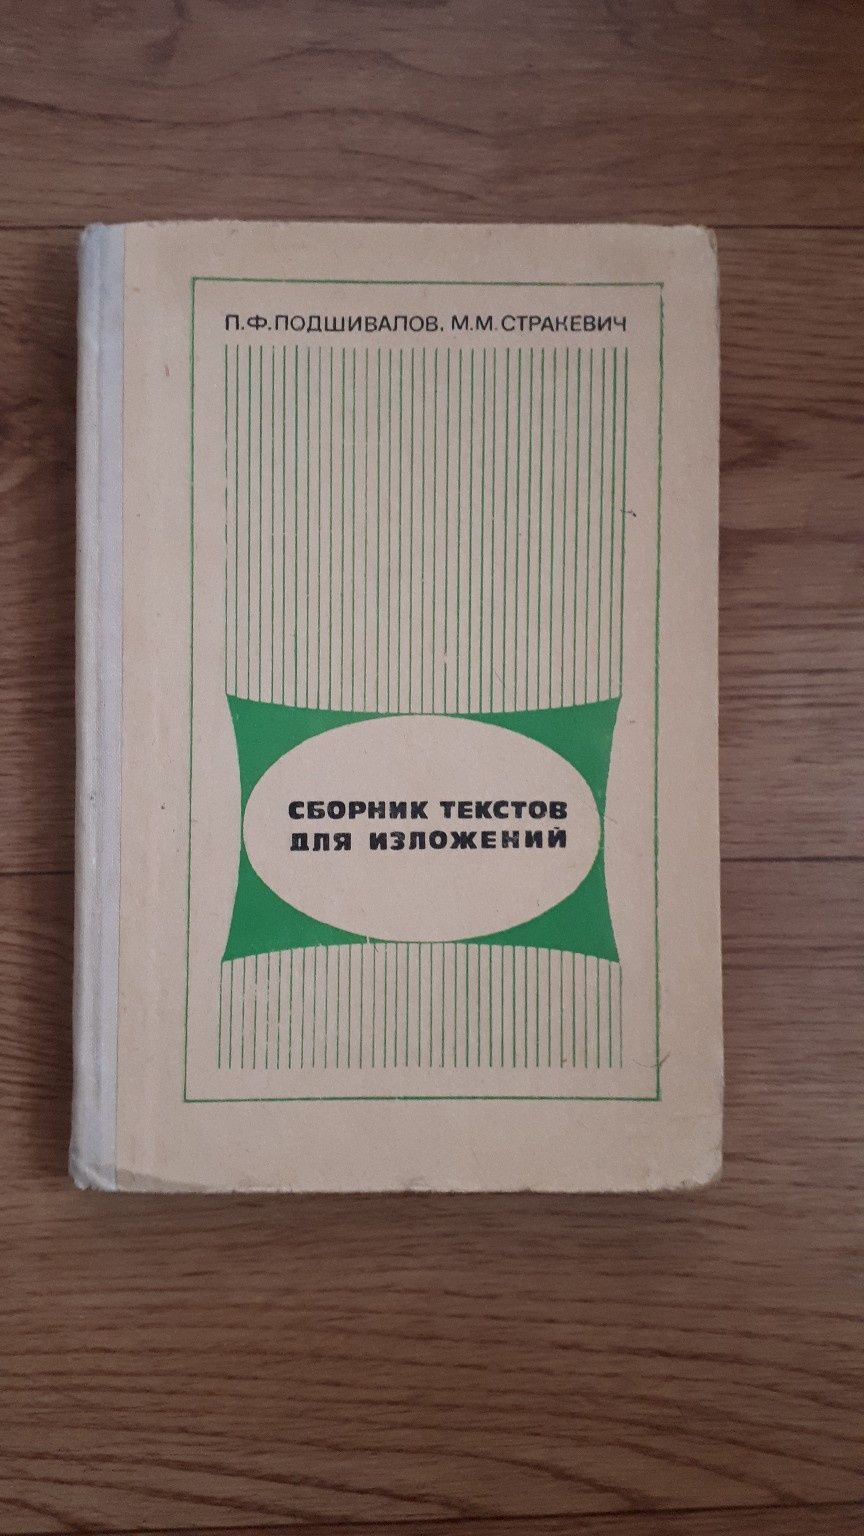 П.Ф.ПОДШИВАЛОВ, М.М.СТРАКЕВИЧ
СБОРНИК ТЕКСТОВ
ДЛЯ ИЗЛОЖЕНИЙ